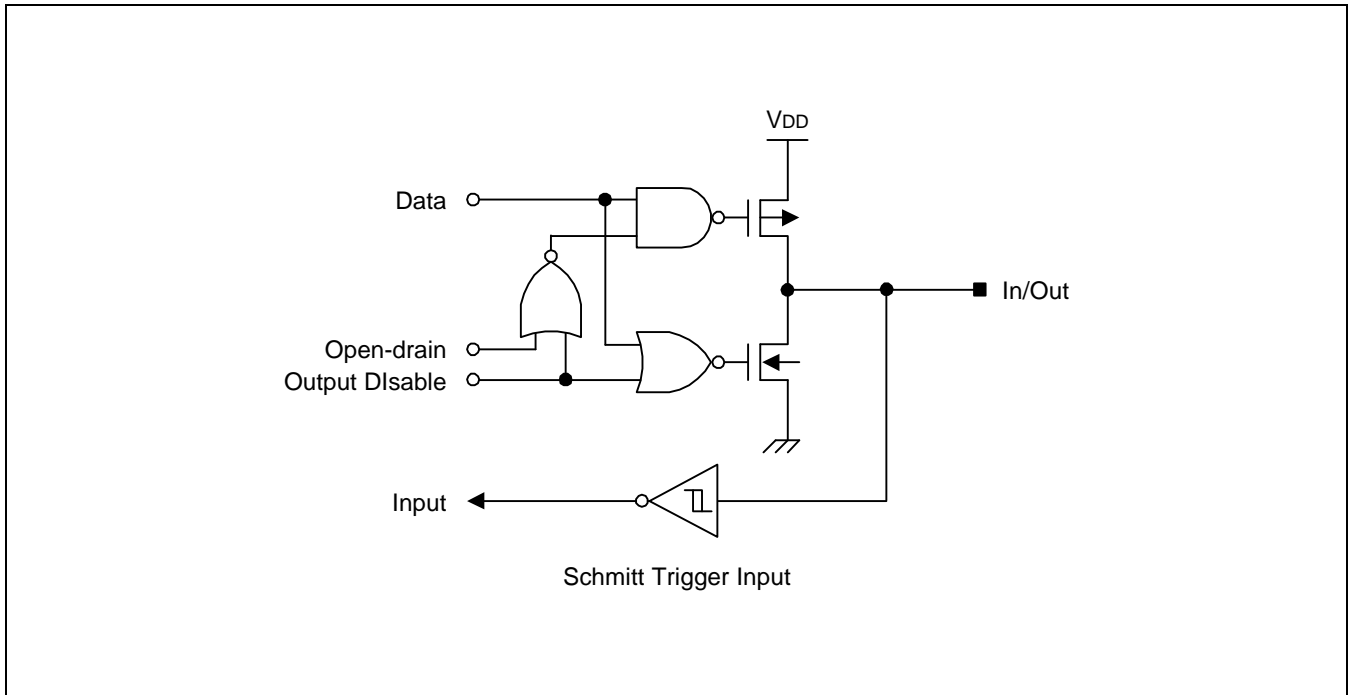 VDD
Data
In/Out
Open-drain
Output DIsable
Input
Schmitt Trigger Input